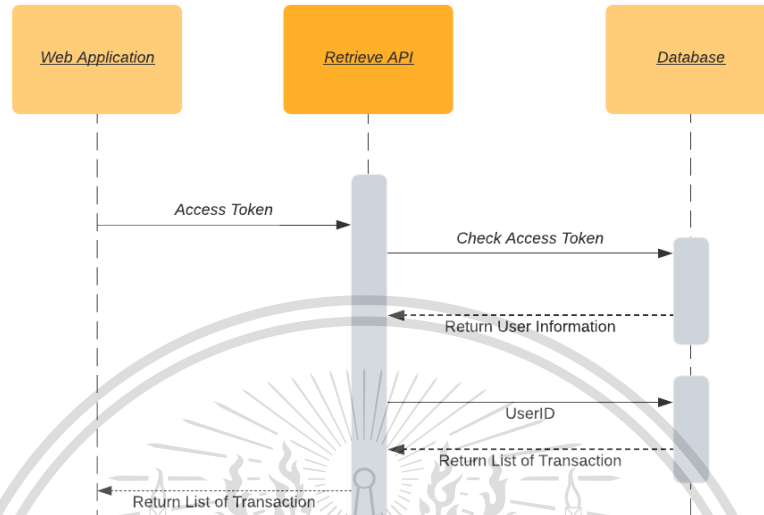 Web Application
Retrieve API
Database
Access Token
Check Access Token
Return User Information
UserID
Return List of Transaction
Return List of Transaction